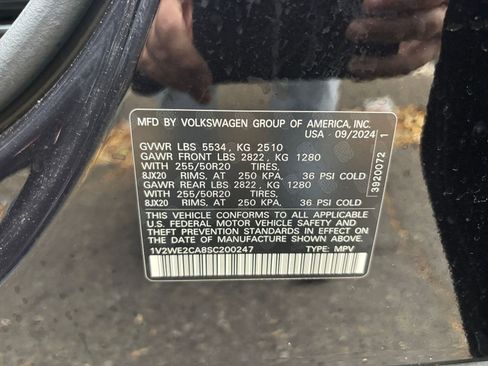 MFD. BY VOLKSWAGEN GROUP OF AMERICA, INC.
USA 09/2024
GVWR LBS 5534, KG 2510
GAWR FRONT LBS 2822, KG 1280
WITH 255/50R20 TIRES,
8JX20 RIMS, AT 250 KPA, 36 PSI COLD
GAWR REAR LBS 2822, KG 1280
WITH 255/50R20 TIRES,
8JX20 RIMS, AT 250 KPA, 36 PSI COLD
THIS VEHICLE CONFORMS TO ALL APPLICABLE
U.S. FEDERAL MOTOR VEHICLE SAFETY AND
THEFT PREVENTION STANDARDS IN EFFECT ON
THE DATE OF MANUFACTURE SHOWN ABOVE.
1V2WE2CA8SC200247 TYPE: MPV
3920072 1